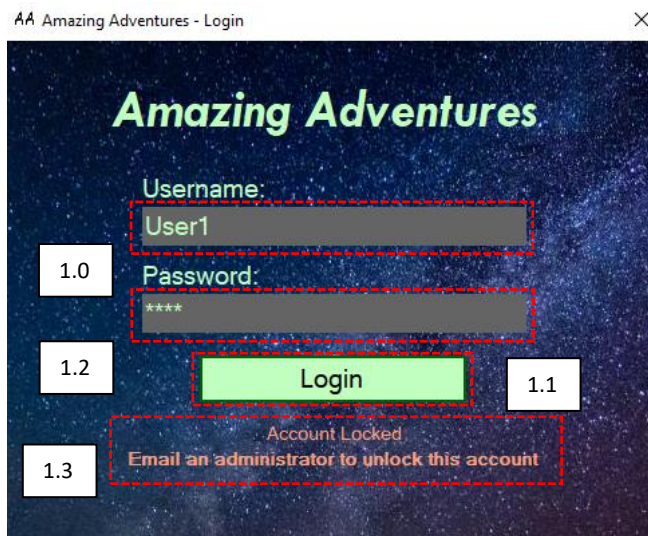 AA Amazing Adventures - Login
Amazing Adventures
Username:
User1
1.0
Password:
****
1.2
Login
1.1
Account Locked
Email an administrator to unlock this account
1.3